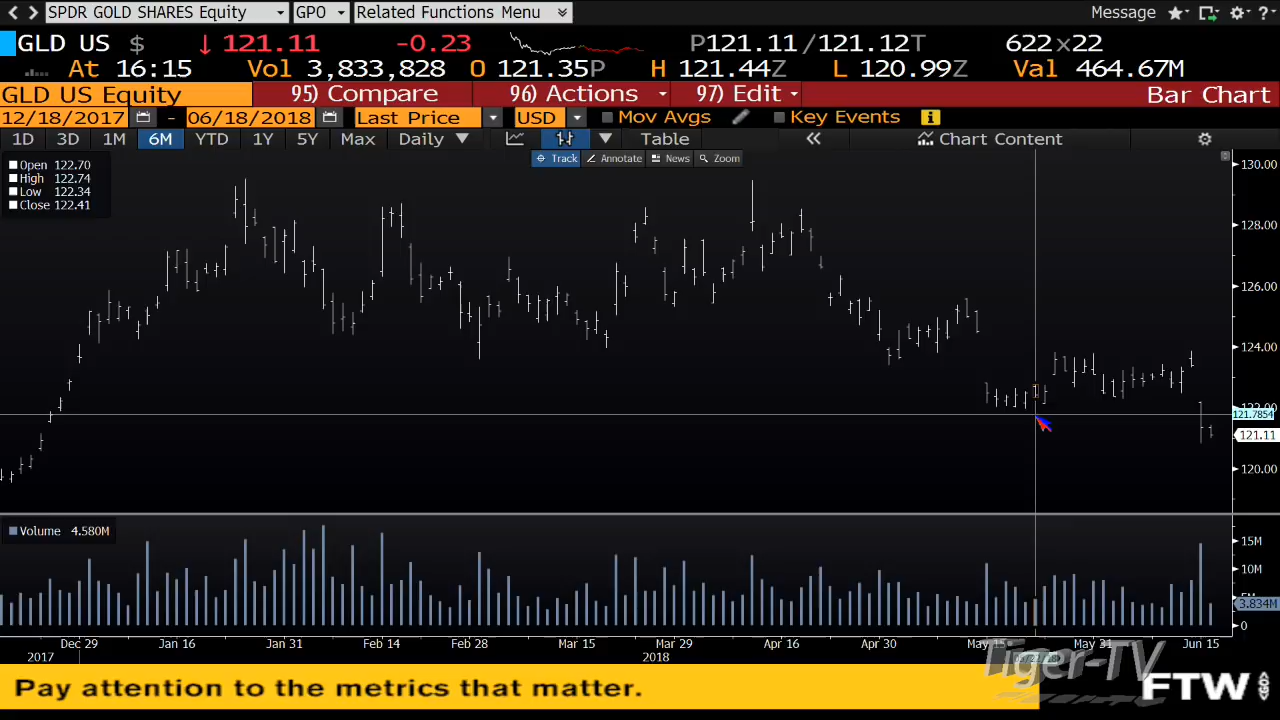 SPDR GOLD SHARES Equity GPO Related Functions Menu Message
GLD US $ ↓ 121.11 -0.23 P121.11/121.12T 622x22
At 16:15 Vol 3,833,828 O 121.35P H 121.44Z L 120.99Z Val 464.67M
GLD US Equity 95) Compare 96) Actions 97) Edit Bar Chart
12/18/2017 - 06/18/2018 Last Price USD Mov Avgs Key Events
1D 3D 1M 6M YTD 1Y 5Y Max Daily Table Chart Content
Track Annotate News Zoom
Open 122.70
High 122.74
Low 122.34
Close 122.41
130.00
128.00
126.00
124.00
122.00
121.7854
121.11
120.00
Volume 4.580M
15M
10M
5M
3.834M
0
Dec 29 Jan 16 Jan 31 Feb 14 Feb 28 Mar 15 Mar 29 Apr 16 Apr 30 May 15 May 31 Jun 15
2017 2018
Tiger-TV
Pay attention to the metrics that matter.
FTW